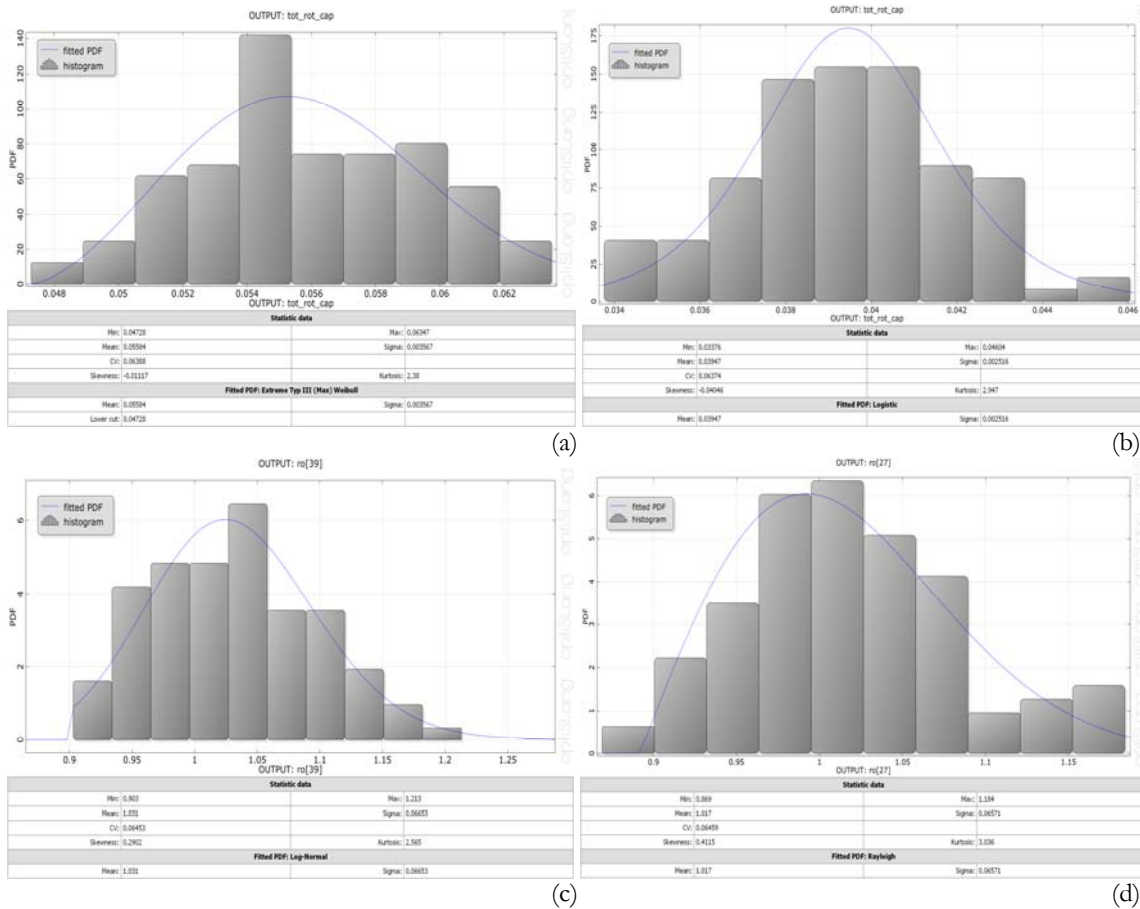 OUTPUT: tot_rot_cap
fitted PDF
histogram
PDF
140
120
100
80
60
40
20
0
0.048 0.05 0.052 0.054 0.056 0.058 0.06 0.062
OUTPUT: tot_rot_cap
optiSLang optiSLang optiSLang
Statistic data
Min: 0.04728 Max: 0.06347
Mean: 0.05584 Sigma: 0.003567
CV: 0.06388
Skewness: -0.01117 Kurtosis: 2.38
Fitted PDF: Extreme Typ III (Max) Weibull
Mean: 0.05584 Sigma: 0.003567
Lower cut: 0.04728
(a)
OUTPUT: tot_rot_cap
fitted PDF
histogram
PDF
175
150
125
100
75
50
25
0
0.034 0.036 0.038 0.04 0.042 0.044 0.046
OUTPUT: tot_rot_cap
Statistic data
Min: 0.03376 Max: 0.04604
Mean: 0.03947 Sigma: 0.002516
CV: 0.06374
Skewness: -0.04046 Kurtosis: 2.947
Fitted PDF: Logistic
Mean: 0.03947 Sigma: 0.002516
(b)
OUTPUT: ro[39]
fitted PDF
histogram
PDF
6
4
2
0
0.9 0.95 1 1.05 1.1 1.15 1.2 1.25
OUTPUT: ro[39]
optiSLang optiSLang optiSLang
Statistic data
Min: 0.903 Max: 1.213
Mean: 1.031 Sigma: 0.06653
CV: 0.06453
Skewness: 0.2902 Kurtosis: 2.565
Fitted PDF: Log-Normal
Mean: 1.031 Sigma: 0.06653
(c)
OUTPUT: ro[27]
fitted PDF
histogram
PDF
6
5
4
3
2
1
0
0.9 0.95 1 1.05 1.1 1.15
OUTPUT: ro[27]
Statistic data
Min: 0.869 Max: 1.184
Mean: 1.017 Sigma: 0.06571
CV: 0.06459
Skewness: 0.4115 Kurtosis: 3.036
Fitted PDF: Rayleigh
Mean: 1.017 Sigma: 0.06571
(d)